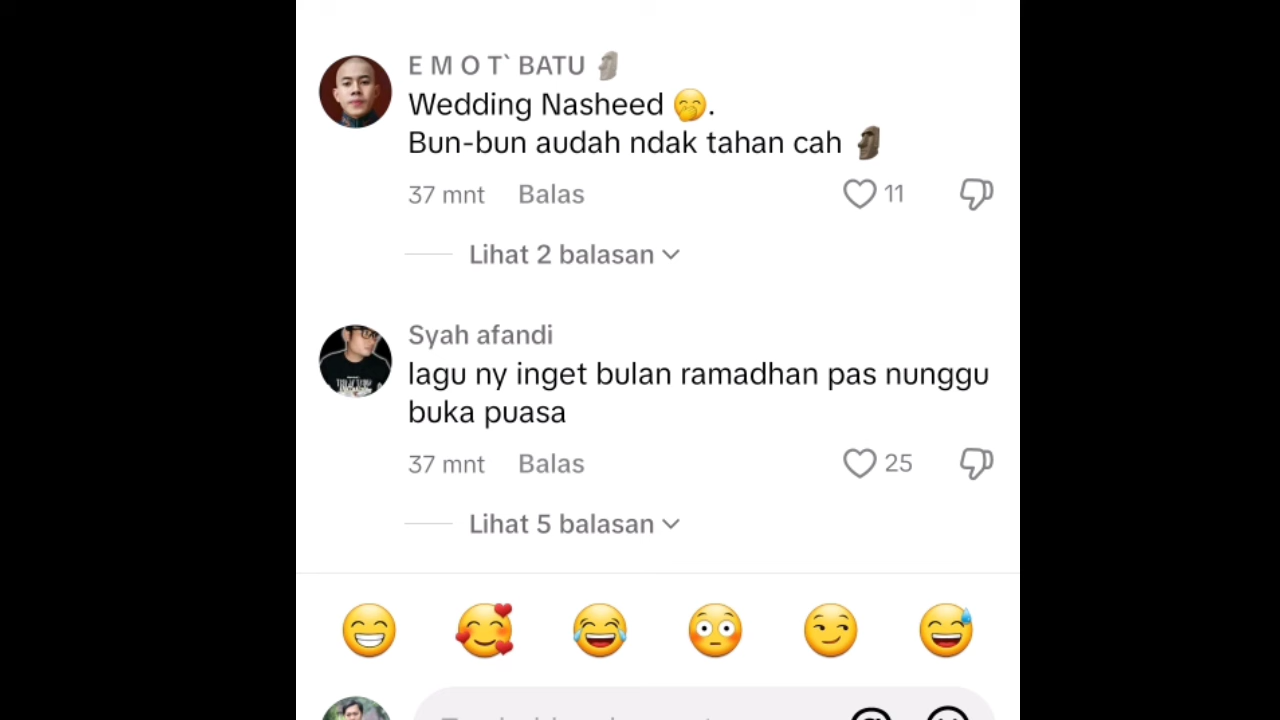 E M O T` BATU 🗿
Wedding Nasheed 🤭.
Bun-bun audah ndak tahan cah 🗿
37 mnt Balas 11
Lihat 2 balasan
Syah afandi
lagu ny inget bulan ramadhan pas nunggu
buka puasa
37 mnt Balas 25
Lihat 5 balasan